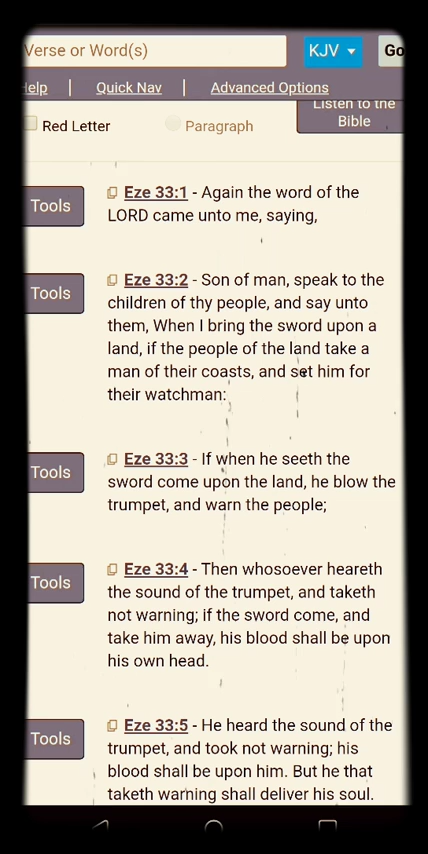 Verse or Word(s)
KJV
Go
Help | Quick Nav | Advanced Options
Listen to the
Bible
Red Letter
Paragraph
Tools
Eze 33:1 - Again the word of the
LORD came unto me, saying,
Tools
Eze 33:2 - Son of man, speak to the
children of thy people, and say unto
them, When I bring the sword upon a
land, if the people of the land take a
man of their coasts, and set him for
their watchman:
Tools
Eze 33:3 - If when he seeth the
sword come upon the land, he blow the
trumpet, and warn the people;
Tools
Eze 33:4 - Then whosoever heareth
the sound of the trumpet, and taketh
not warning; if the sword come, and
take him away, his blood shall be upon
his own head.
Tools
Eze 33:5 - He heard the sound of the
trumpet, and took not warning; his
blood shall be upon him. But he that
taketh warning shall deliver his soul.